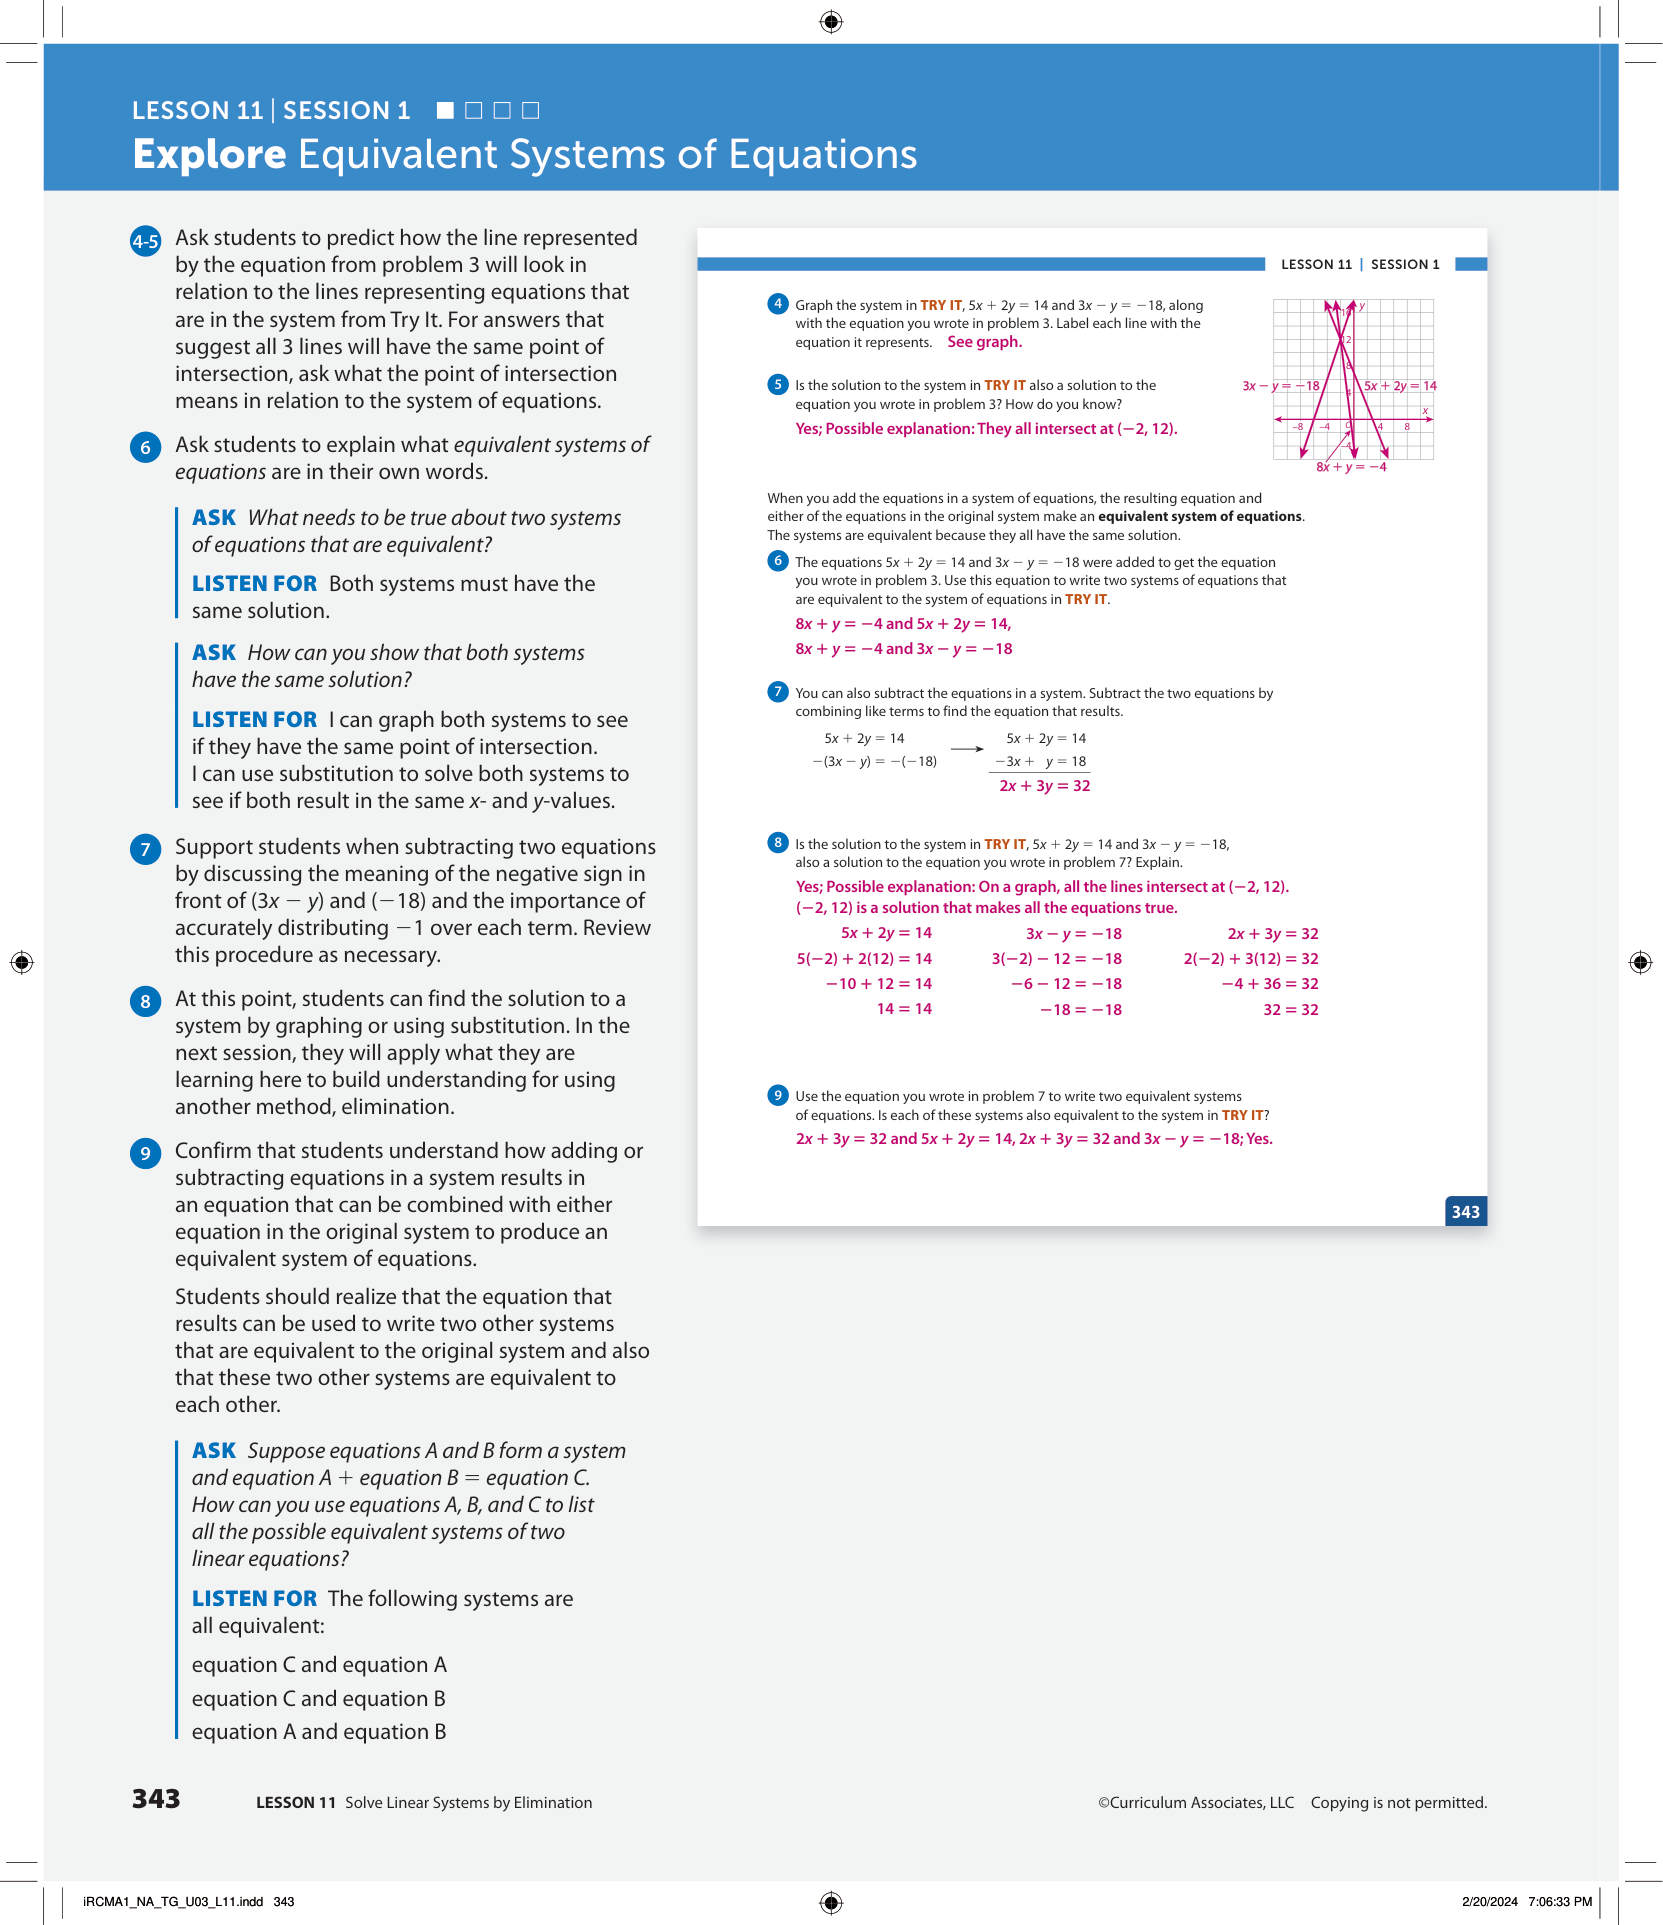 LESSON 11 | SESSION 1
Explore Equivalent Systems of Equations
4-5 Ask students to predict how the line represented
by the equation from problem 3 will look in
relation to the lines representing equations that
are in the system from Try It. For answers that
suggest all 3 lines will have the same point of
intersection, ask what the point of intersection
means in relation to the system of equations.
6 Ask students to explain what equivalent systems of
equations are in their own words.
ASK What needs to be true about two systems
of equations that are equivalent?
LISTEN FOR Both systems must have the
same solution.
ASK How can you show that both systems
have the same solution?
LISTEN FOR I can graph both systems to see
if they have the same point of intersection.
I can use substitution to solve both systems to
see if both result in the same x- and y-values.
7 Support students when subtracting two equations
by discussing the meaning of the negative sign in
front of (3x − y) and (−18) and the importance of
accurately distributing −1 over each term. Review
this procedure as necessary.
8 At this point, students can find the solution to a
system by graphing or using substitution. In the
next session, they will apply what they are
learning here to build understanding for using
another method, elimination.
9 Confirm that students understand how adding or
subtracting equations in a system results in
an equation that can be combined with either
equation in the original system to produce an
equivalent system of equations.
Students should realize that the equation that
results can be used to write two other systems
that are equivalent to the original system and also
that these two other systems are equivalent to
each other.
ASK Suppose equations A and B form a system
and equation A + equation B = equation C.
How can you use equations A, B, and C to list
all the possible equivalent systems of two
linear equations?
LISTEN FOR The following systems are
all equivalent:
equation C and equation A
equation C and equation B
equation A and equation B
LESSON 11 | SESSION 1
4 Graph the system in TRY IT, 5x + 2y = 14 and 3x − y = −18, along
with the equation you wrote in problem 3. Label each line with the
equation it represents. See graph.
5 Is the solution to the system in TRY IT also a solution to the
equation you wrote in problem 3? How do you know?
Yes; Possible explanation: They all intersect at (−2, 12).
y
16
12
8
3x − y = −18
5x + 2y = 14
4
x
−8 −4 0 4 8
−4
8x + y = −4
When you add the equations in a system of equations, the resulting equation and
either of the equations in the original system make an equivalent system of equations.
The systems are equivalent because they all have the same solution.
6 The equations 5x + 2y = 14 and 3x − y = −18 were added to get the equation
you wrote in problem 3. Use this equation to write two systems of equations that
are equivalent to the system of equations in TRY IT.
8x + y = −4 and 5x + 2y = 14,
8x + y = −4 and 3x − y = −18
7 You can also subtract the equations in a system. Subtract the two equations by
combining like terms to find the equation that results.
5x + 2y = 14 5x + 2y = 14
−(3x − y) = −(−18) −3x + y = 18
2x + 3y = 32
8 Is the solution to the system in TRY IT, 5x + 2y = 14 and 3x − y = −18,
also a solution to the equation you wrote in problem 7? Explain.
Yes; Possible explanation: On a graph, all the lines intersect at (−2, 12).
(−2, 12) is a solution that makes all the equations true.
5x + 2y = 14 3x − y = −18 2x + 3y = 32
5(−2) + 2(12) = 14 3(−2) − 12 = −18 2(−2) + 3(12) = 32
−10 + 12 = 14 −6 − 12 = −18 −4 + 36 = 32
14 = 14 −18 = −18 32 = 32
9 Use the equation you wrote in problem 7 to write two equivalent systems
of equations. Is each of these systems also equivalent to the system in TRY IT?
2x + 3y = 32 and 5x + 2y = 14, 2x + 3y = 32 and 3x − y = −18; Yes.
343
343 LESSON 11 Solve Linear Systems by Elimination
©Curriculum Associates, LLC Copying is not permitted.
iRCMA1_NA_TG_U03_L11.indd 343
2/20/2024 7:06:33 PM